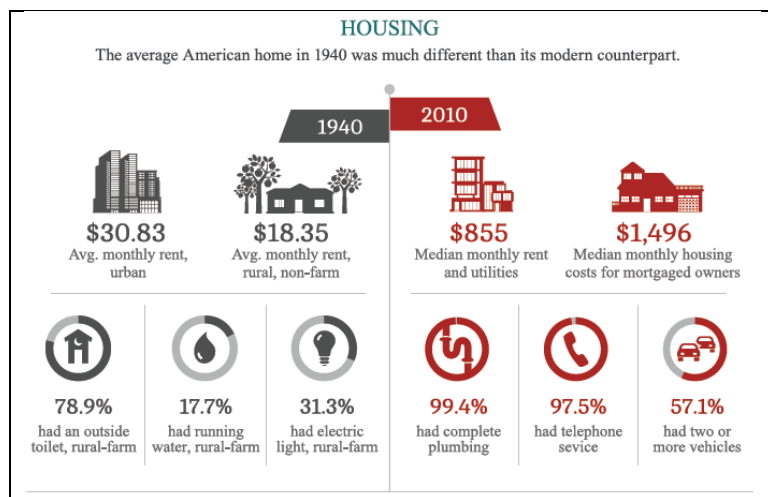 HOUSING
The average American home in 1940 was much different than its modern counterpart.
1940
2010
$30.83
Avg. monthly rent,
urban
$18.35
Avg. monthly rent,
rural, non-farm
$855
Median monthly rent
and utilities
$1,496
Median monthly housing
costs for mortgaged owners
78.9%
had an outside
toilet, rural-farm
17.7%
had running
water, rural-farm
31.3%
had electric
light, rural-farm
99.4%
had complete
plumbing
97.5%
had telephone
sevice
57.1%
had two or
more vehicles